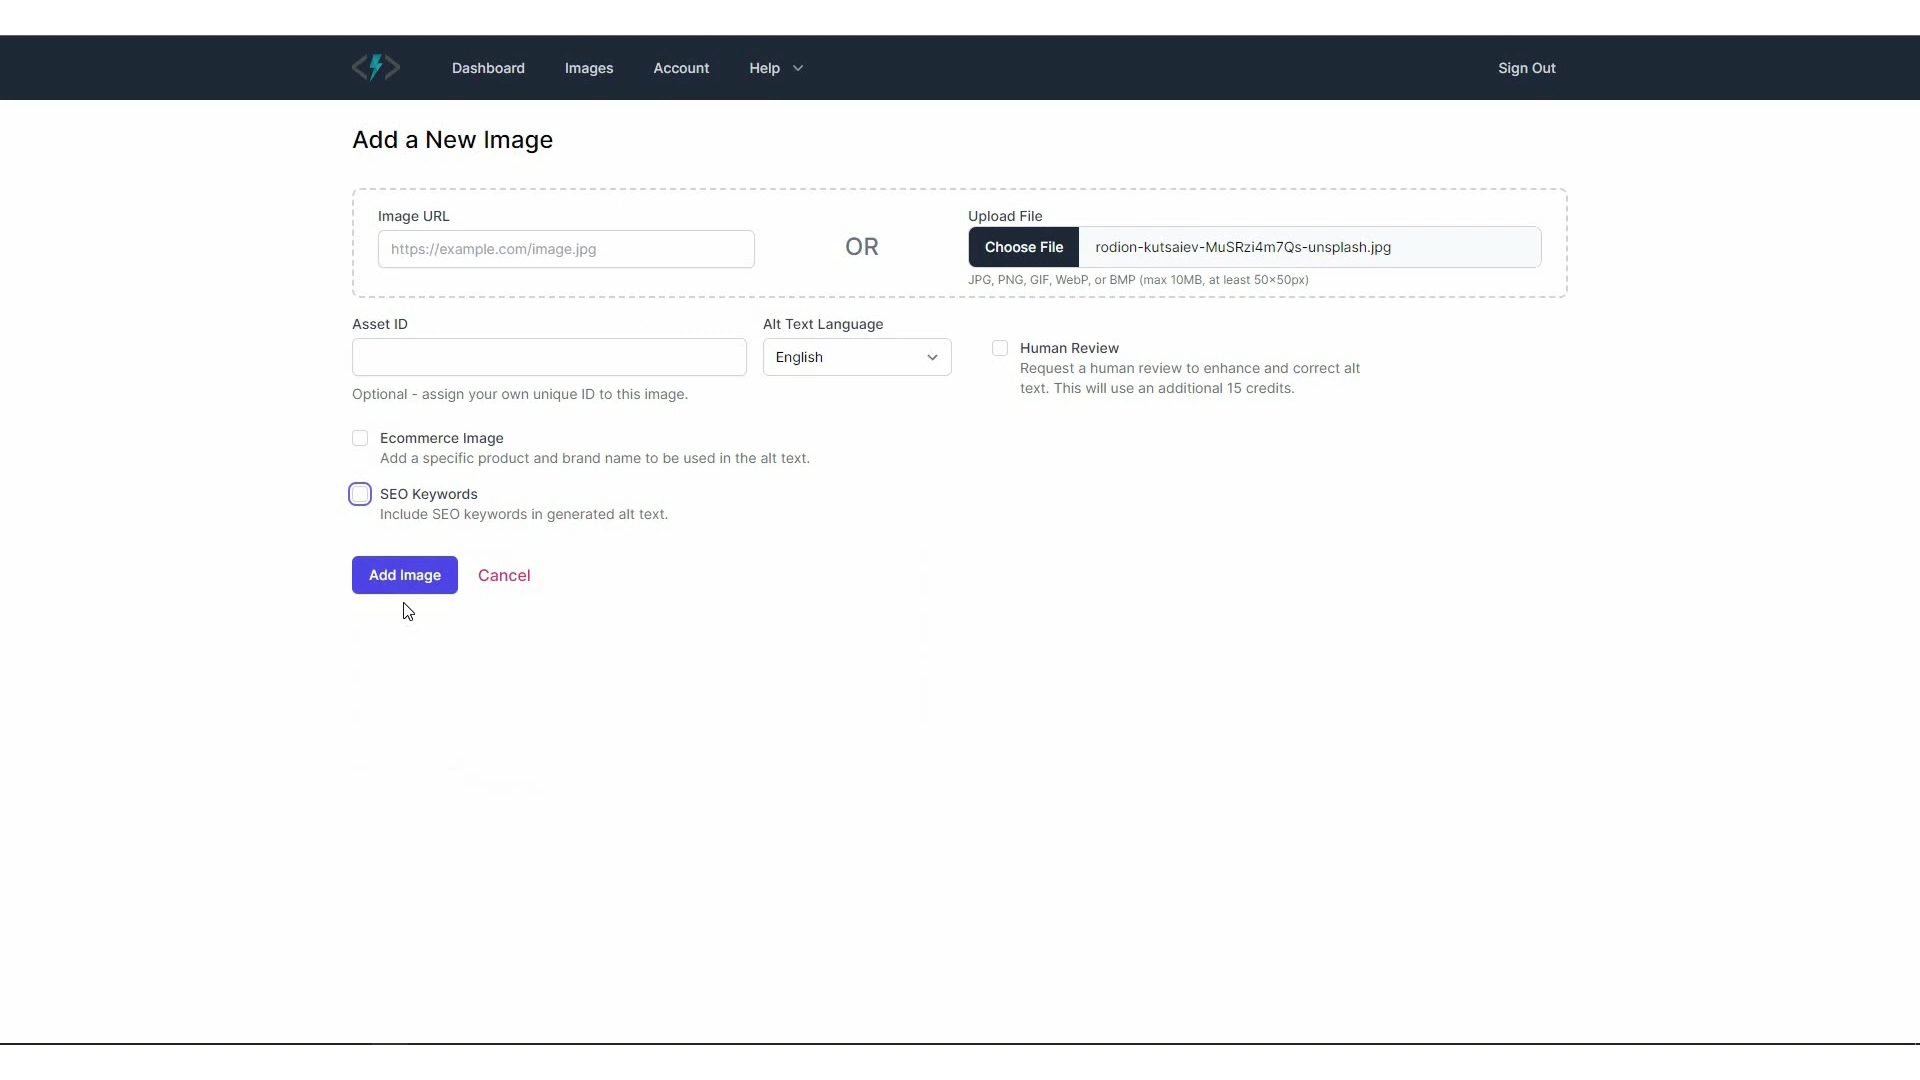 Dashboard
Images
Account
Help
Sign Out
Add a New Image
Image URL
https://example.com/image.jpg
OR
Upload File
Choose File
rodion-kutsaiev-MuSRzi4m7Qs-unsplash.jpg
JPG, PNG, GIF, WebP, or BMP (max 10MB, at least 50×50px)
Asset ID
Optional - assign your own unique ID to this image.
Alt Text Language
English
Human Review
Request a human review to enhance and correct alt
text. This will use an additional 15 credits.
Ecommerce Image
Add a specific product and brand name to be used in the alt text.
SEO Keywords
Include SEO keywords in generated alt text.
Add Image
Cancel